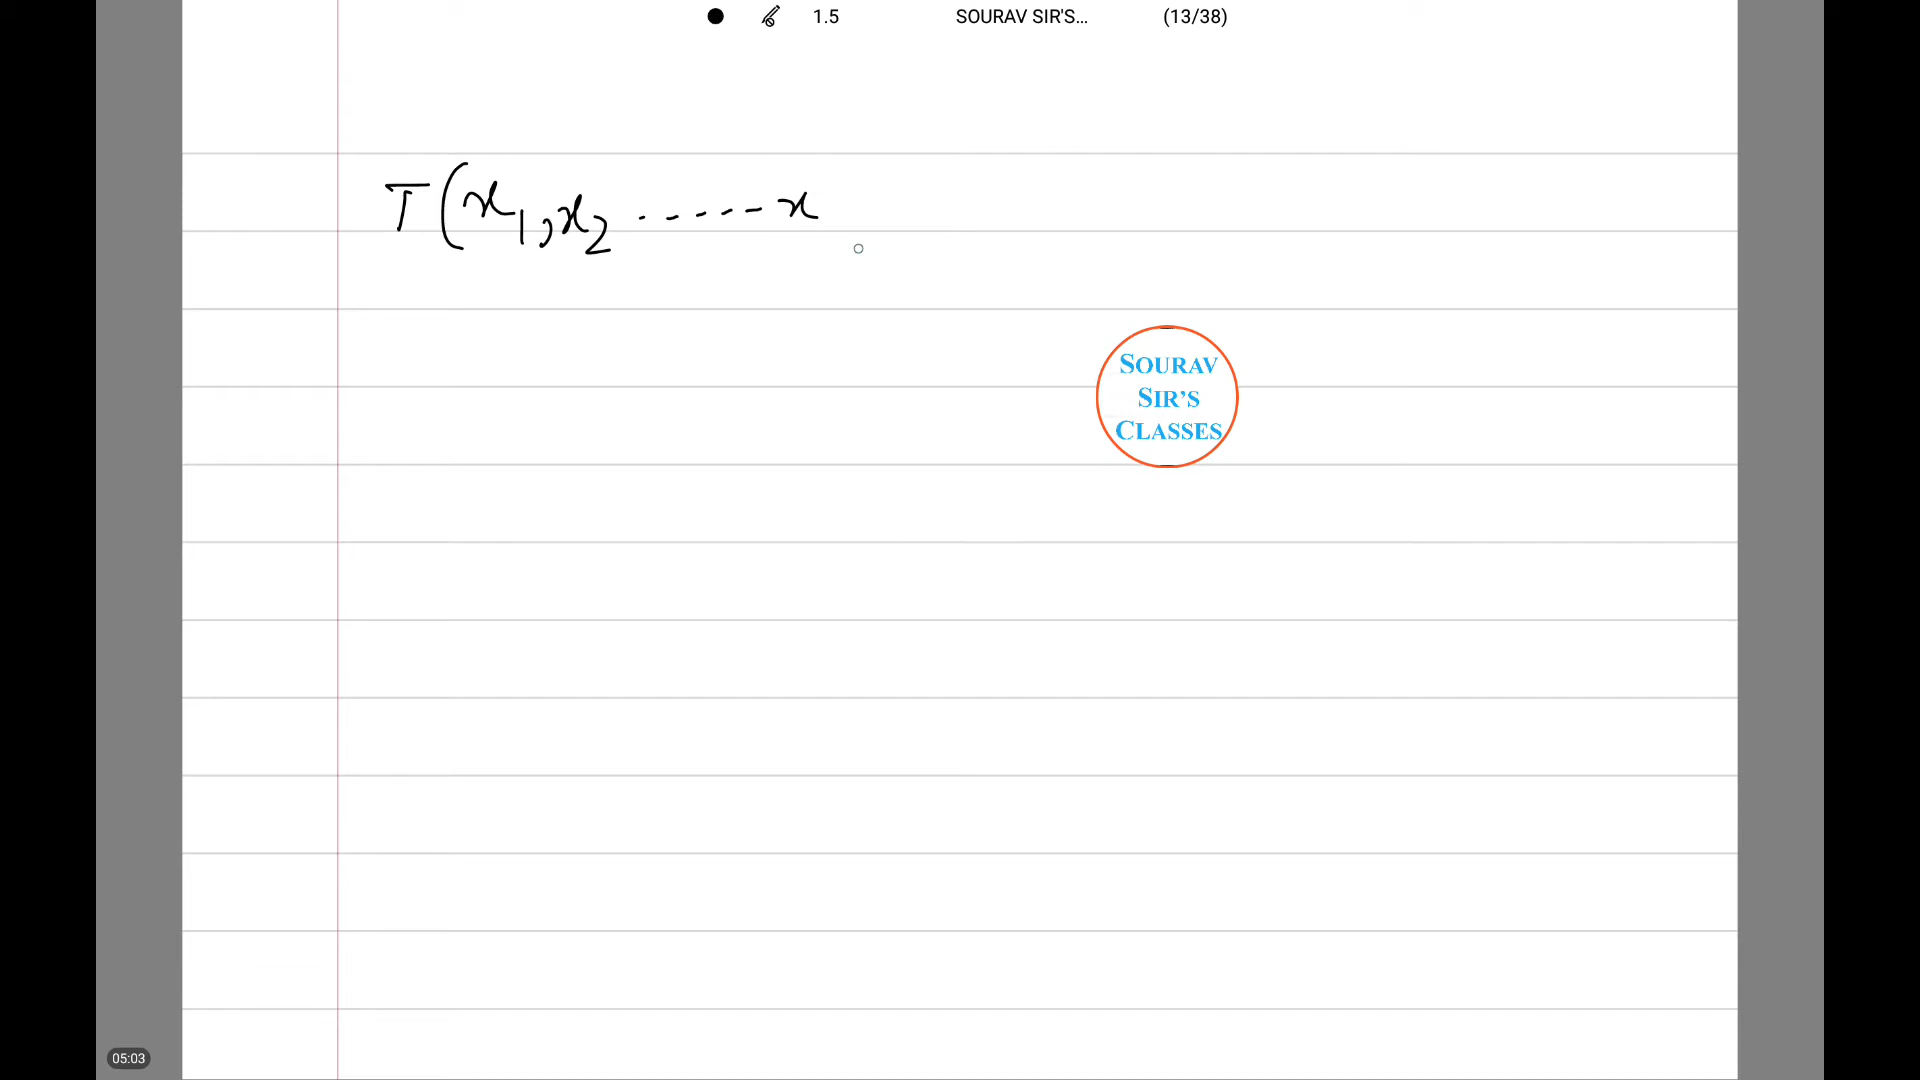 1.5 SOURAV SIR'S... (13/38)
T(x₁,x₂ ------ x
SOURAV
SIR'S
CLASSES
05:03